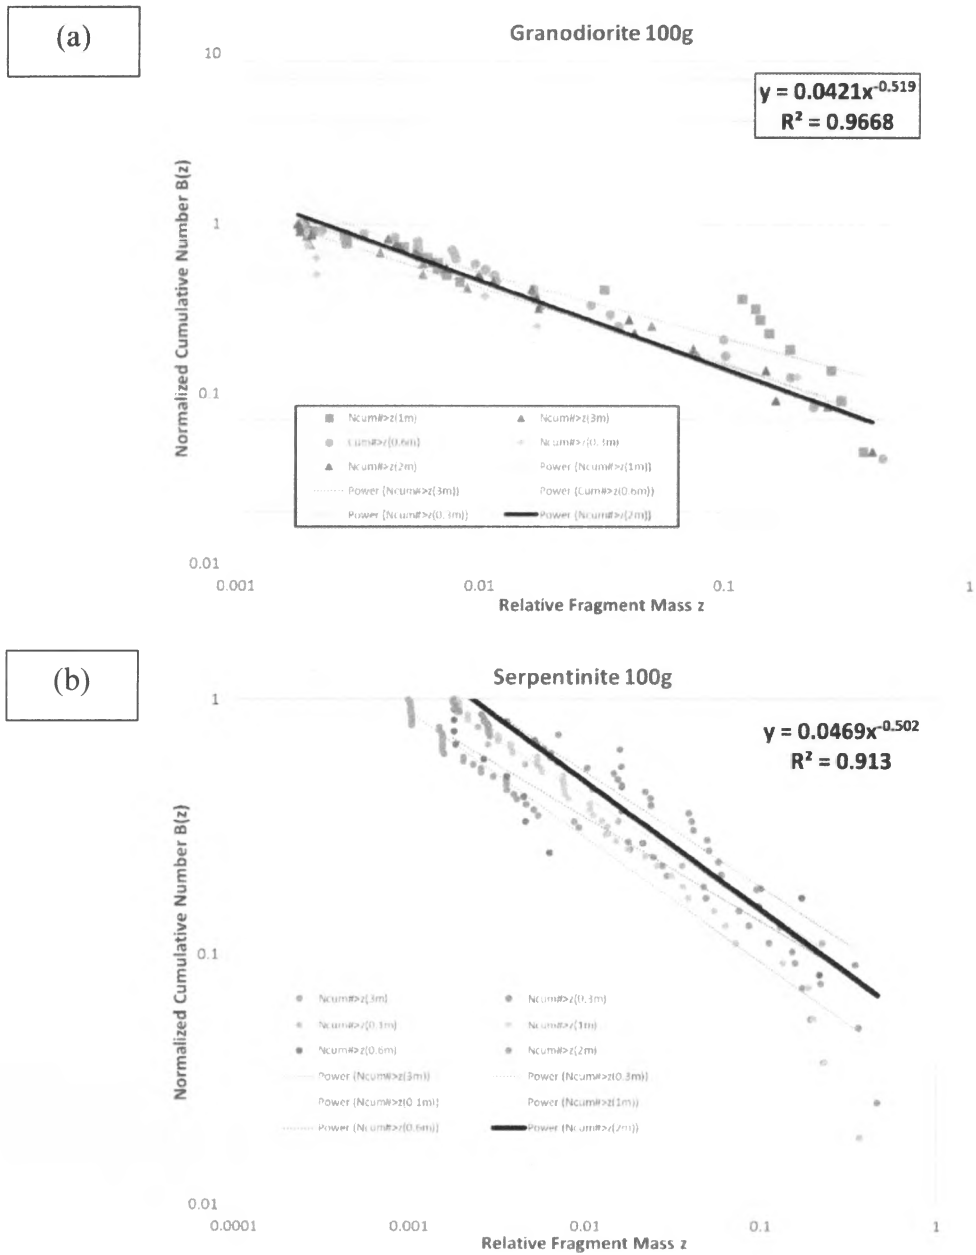 (a)
Granodiorite 100g
10
y = 0.0421x^-0.519
R² = 0.9668
Normalized Cumulative Number B(z)
1
0.1
Ncum#>z(1m) Ncum#>z(3m)
Cum#>z(0.6m) Ncum#>z(0.3m)
Ncum#>z(2m) Power (Ncum#>z(1m))
Power (Ncum#>z(3m)) Power (Cum#>z(0.6m))
Power (Ncum#>z(0.3m)) Power (Ncum#>z(2m))
0.01
0.001 0.01 0.1 1
Relative Fragment Mass z
(b)
Serpentinite 100g
1
y = 0.0469x^-0.502
R² = 0.913
Normalized Cumulative Number B(z)
0.1
Ncum#>z(3m) Ncum#>z(0.3m)
Ncum#>z(0.1m) Ncum#>z(1m)
Ncum#>z(0.6m) Ncum#>z(2m)
Power (Ncum#>z(3m)) Power (Ncum#>z(0.3m))
Power (Ncum#>z(0.1m) Power (Ncum#>z(1m))
Power (Ncum#>z(0.6m)) Power (Ncum#>z(2m))
0.01
0.0001 0.001 0.01 0.1 1
Relative Fragment Mass z